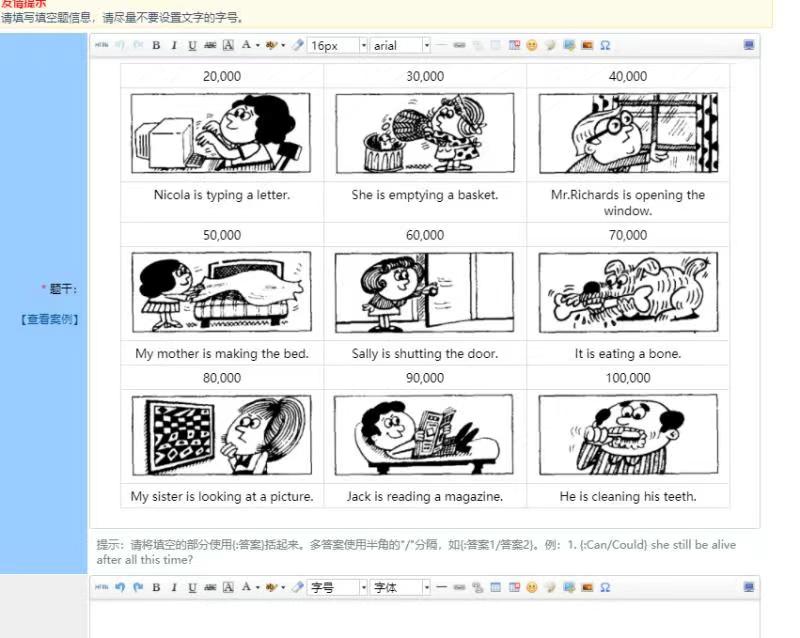 友情提示
请填写填空题信息，请尽量不要设置文字的字号。
HTML B I U ABC A A ab 16px arial Ω
20,000 30,000 40,000
Nicola is typing a letter. She is emptying a basket. Mr.Richards is opening the
window.
50,000 60,000 70,000
* 题干：
【查看案例】
My mother is making the bed. Sally is shutting the door. It is eating a bone.
80,000 90,000 100,000
My sister is looking at a picture. Jack is reading a magazine. He is cleaning his teeth.
提示：请将填空的部分使用{:答案}括起来。多答案使用半角的"/"分隔，如{:答案1/答案2}。例：1. {:Can/Could} she still be alive
after all this time?
HTML B I U ABC A A ab 字号 字体 Ω